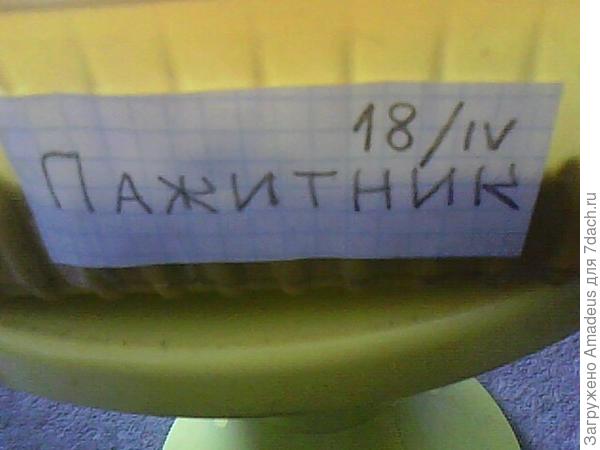 18/IV
ПАЖИТНИК
Загружено Amadeus для 7dach.ru